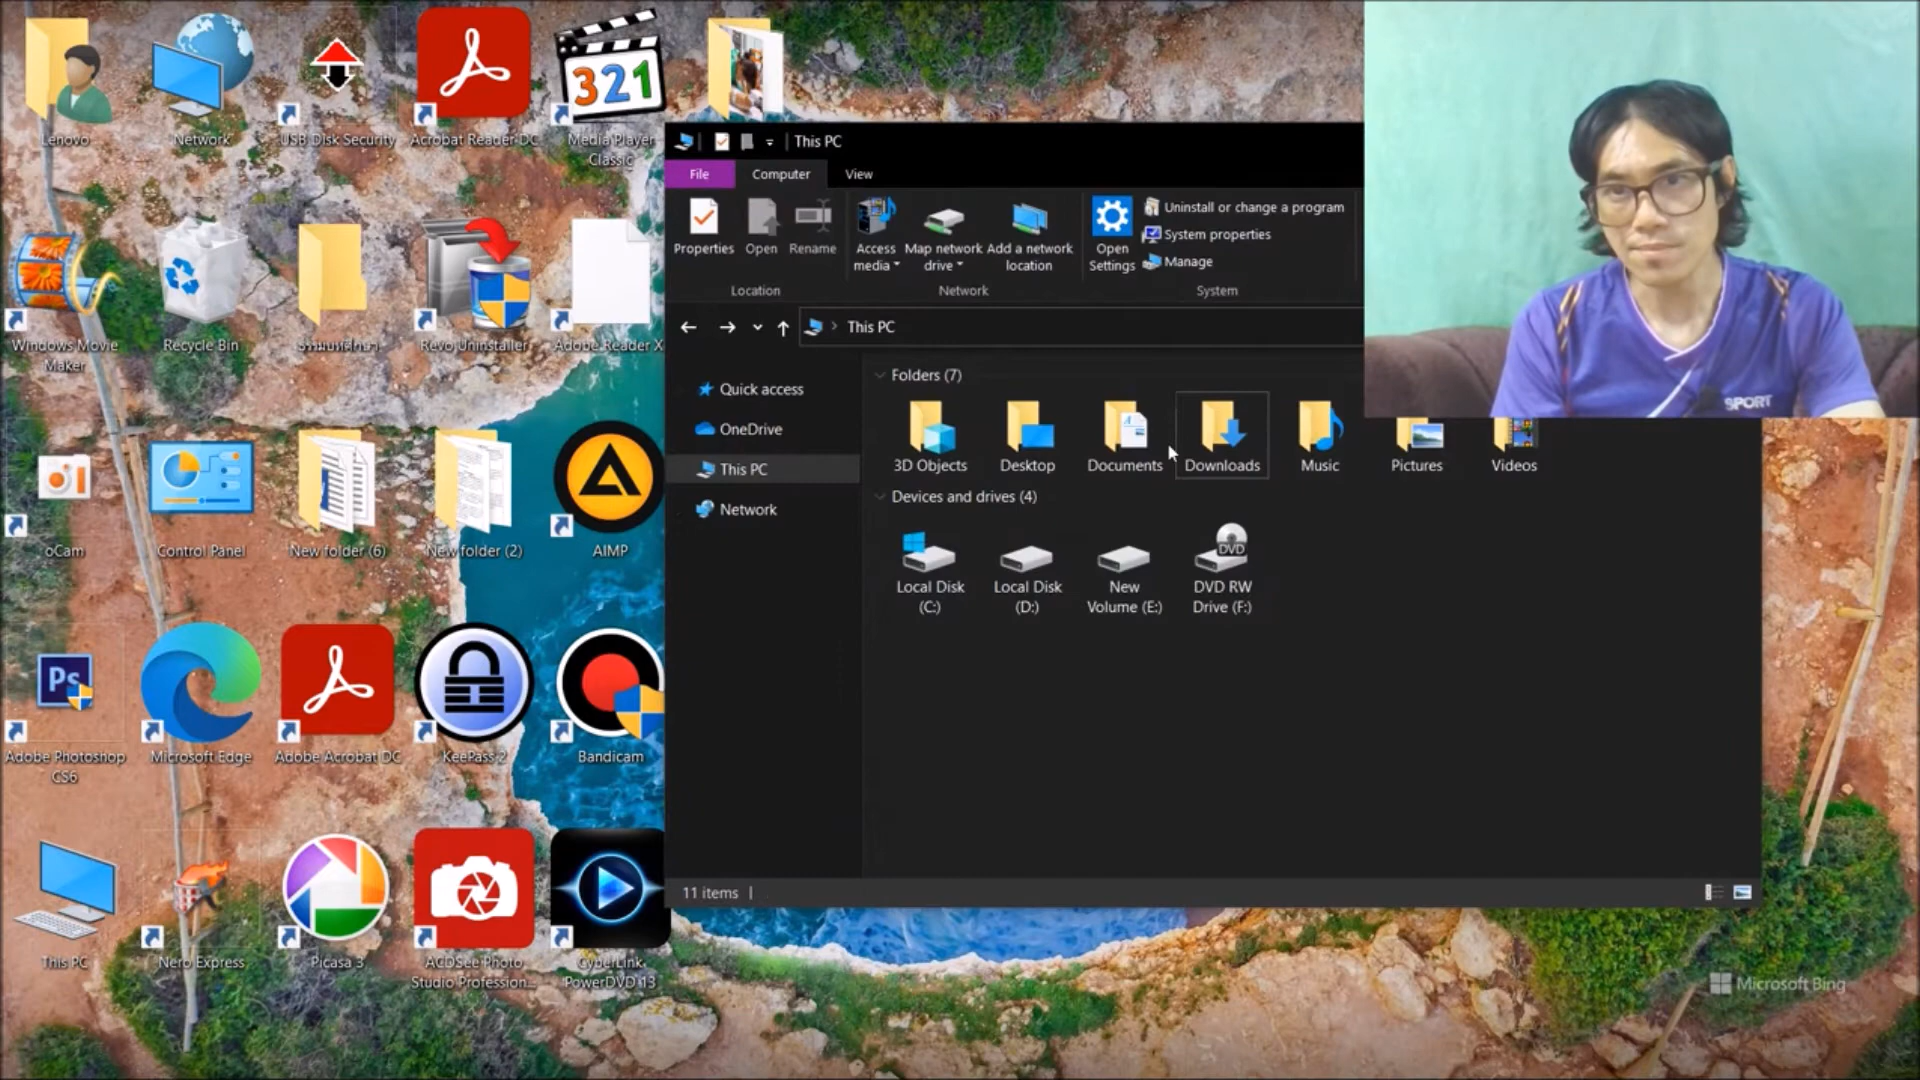 Lenovo
Network
USB Disk Security
Acrobat Reader DC
321
Media Player
Classic
Windows Movie
Maker
Recycle Bin
Revo Uninstaller
Adobe Reader X
oCam
Control Panel
New folder (6)
New folder (2)
AIMP
Ps
Adobe Photoshop
CS6
Microsoft Edge
Adobe Acrobat DC
KeePass 2
Bandicam
This PC
Nero Express
Picasa 3
ACDSee Photo
Studio Profession...
CyberLink
PowerDVD 13
This PC
File
Computer
View
Properties
Open
Rename
Access
media
Map network
drive
Add a network
location
Open
Settings
Uninstall or change a program
System properties
Manage
Location
Network
System
This PC
Quick access
OneDrive
This PC
Network
Folders (7)
3D Objects
Desktop
Documents
Downloads
Music
Pictures
Videos
Devices and drives (4)
Local Disk
(C:)
Local Disk
(D:)
New
Volume (E:)
DVD
DVD RW
Drive (F:)
11 items
SPORT
Microsoft Bing